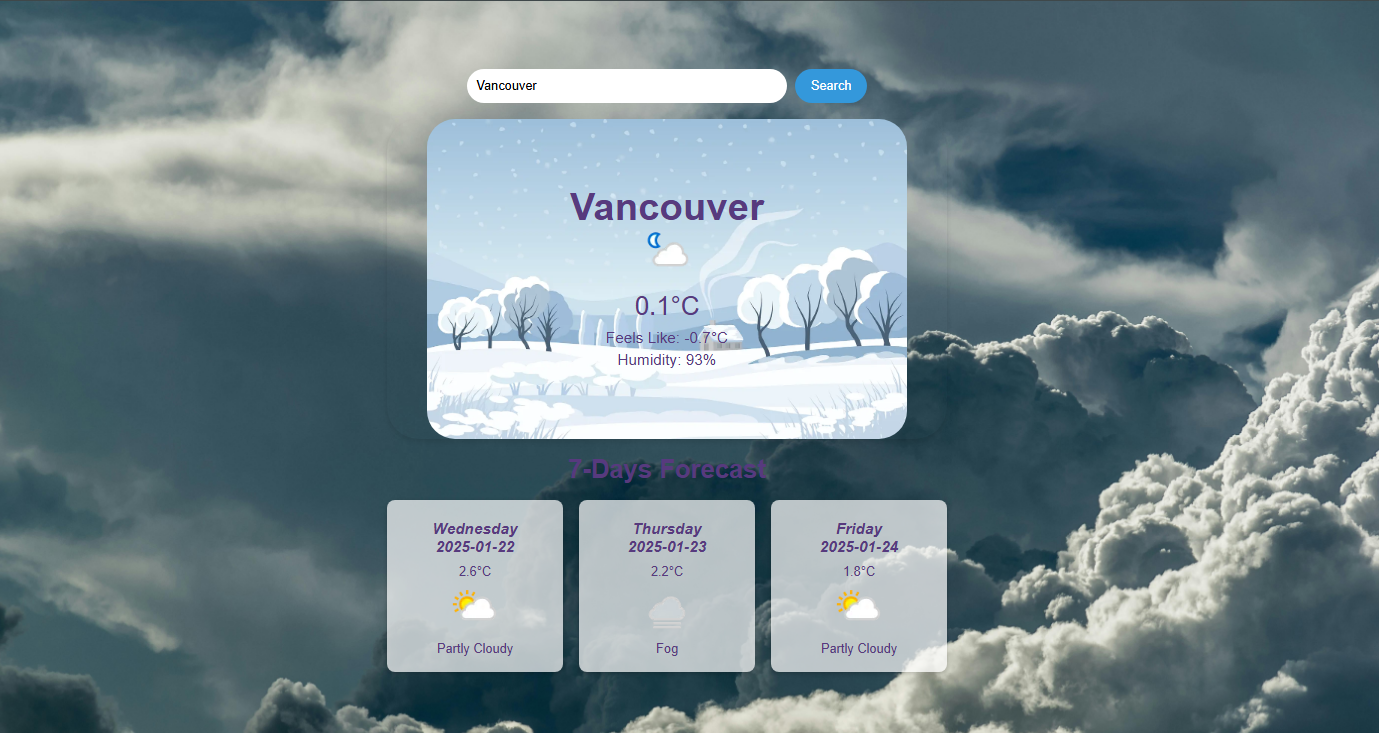 Vancouver
Search
Vancouver
0.1°C
Feels Like: -0.7°C
Humidity: 93%
7-Days Forecast
Wednesday
2025-01-22
2.6°C
Partly Cloudy
Thursday
2025-01-23
2.2°C
Fog
Friday
2025-01-24
1.8°C
Partly Cloudy